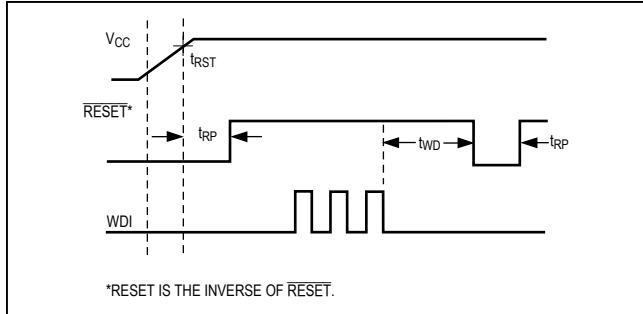 VCC
tRST
RESET*
tRP
tWD
tRP
WDI
*RESET IS THE INVERSE OF RESET.